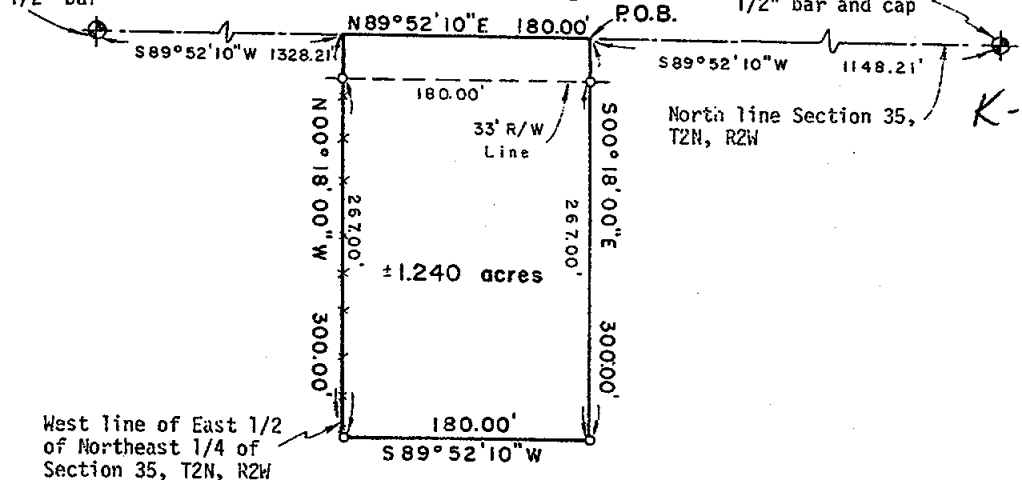 1/2" bar
N89°52'10"E 180.00'
P.O.B.
1/2" bar and cap
S89°52'10"W 1328.21'
S89°52'10"W 1148.21'
180.00'
33' R/W
Line
North line Section 35,
T2N, R2W
K-
N00°18'00"W 300.00'
267.00'
267.00'
S00°18'00"E 300.00'
±1.240 acres
180.00'
S89°52'10"W
West line of East 1/2
of Northeast 1/4 of
Section 35, T2N, R2W